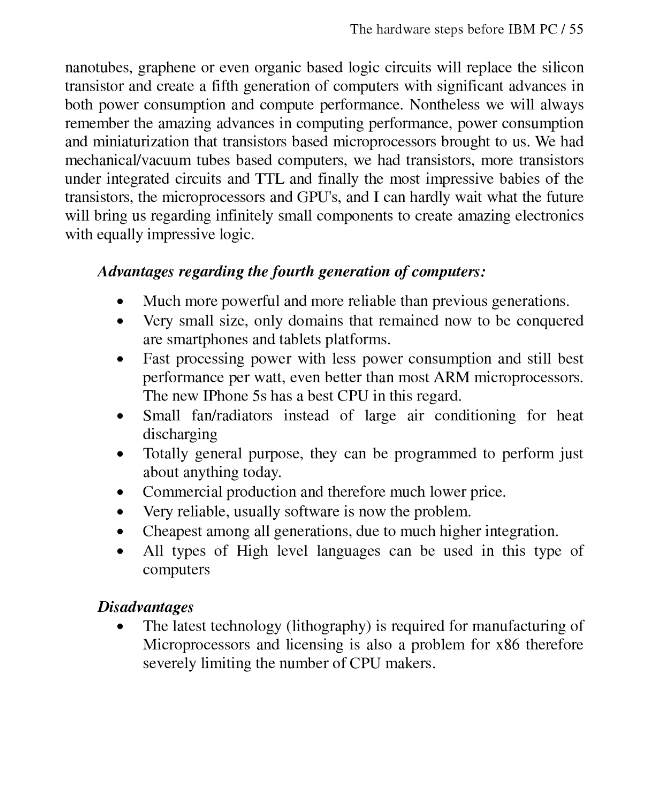 The hardware steps before IBM PC / 55
nanotubes, graphene or even organic based logic circuits will replace the silicon
transistor and create a fifth generation of computers with significant advances in
both power consumption and compute performance. Nontheless we will always
remember the amazing advances in computing performance, power consumption
and miniaturization that transistors based microprocessors brought to us. We had
mechanical/vacuum tubes based computers, we had transistors, more transistors
under integrated circuits and TTL and finally the most impressive babies of the
transistors, the microprocessors and GPU's, and I can hardly wait what the future
will bring us regarding infinitely small components to create amazing electronics
with equally impressive logic.
Advantages regarding the fourth generation of computers:
• Much more powerful and more reliable than previous generations.
• Very small size, only domains that remained now to be conquered
are smartphones and tablets platforms.
• Fast processing power with less power consumption and still best
performance per watt, even better than most ARM microprocessors.
The new IPhone 5s has a best CPU in this regard.
• Small fan/radiators instead of large air conditioning for heat
discharging
• Totally general purpose, they can be programmed to perform just
about anything today.
• Commercial production and therefore much lower price.
• Very reliable, usually software is now the problem.
• Cheapest among all generations, due to much higher integration.
• All types of High level languages can be used in this type of
computers
Disadvantages
• The latest technology (lithography) is required for manufacturing of
Microprocessors and licensing is also a problem for x86 therefore
severely limiting the number of CPU makers.